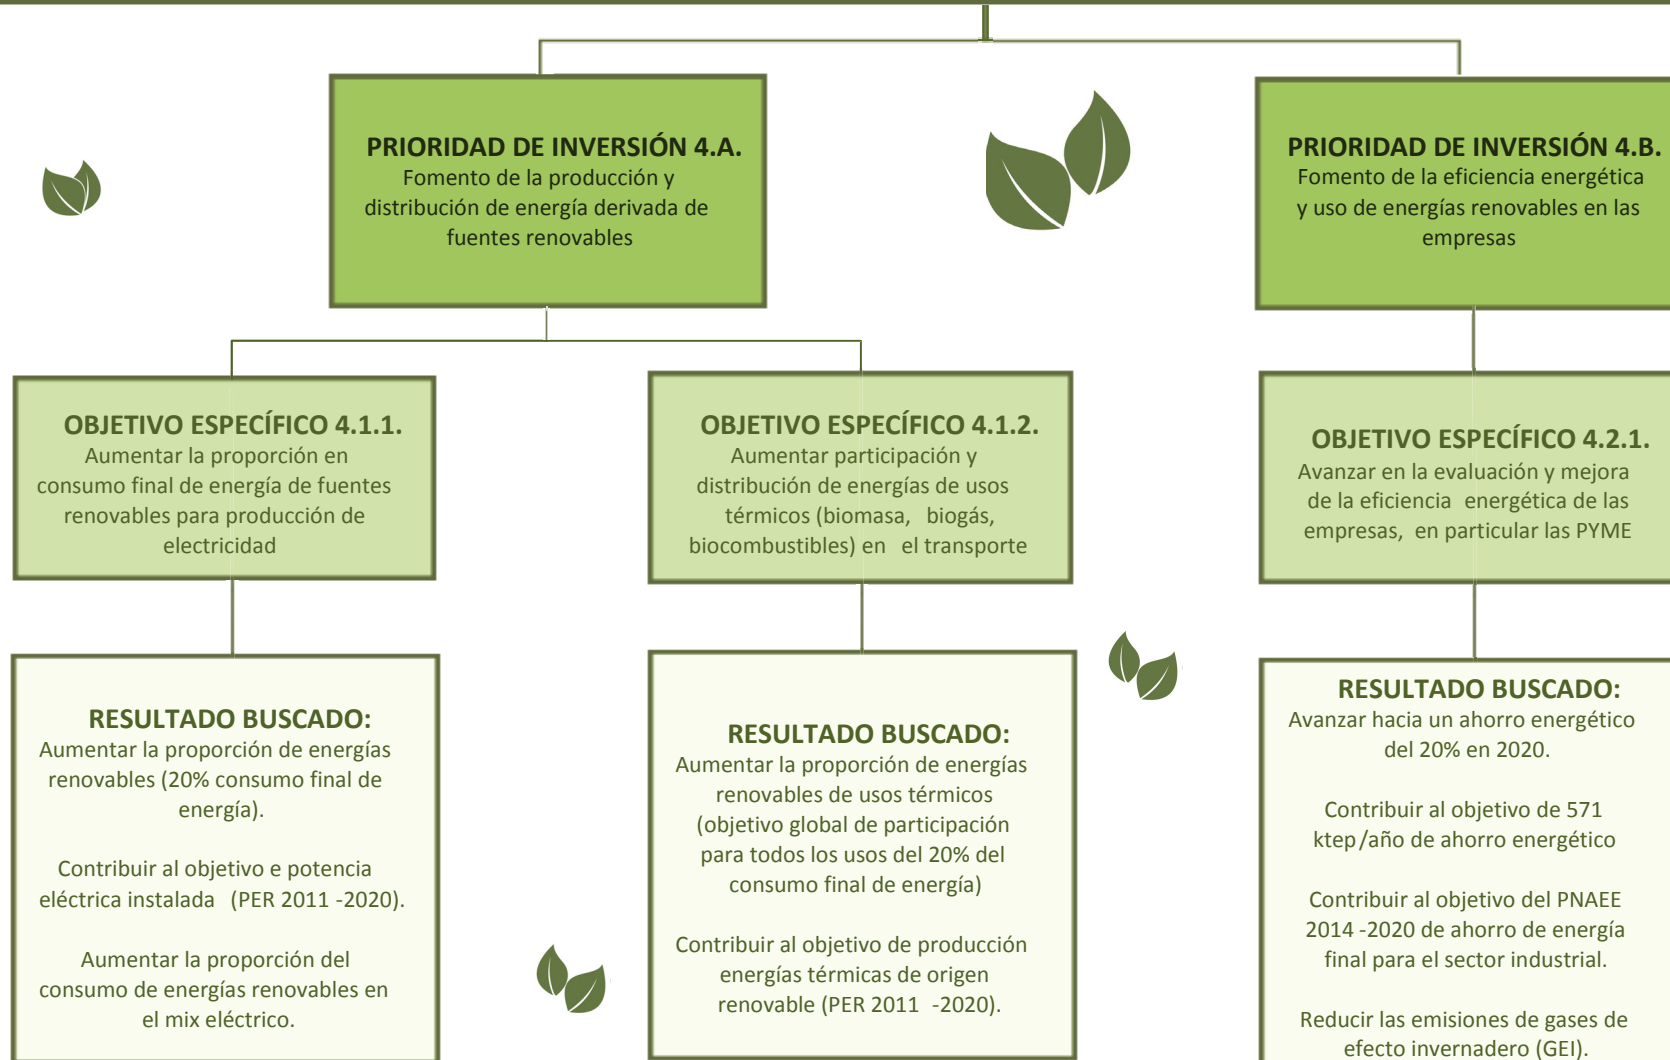 PRIORIDAD DE INVERSIÓN 4.A.
Fomento de la producción y
distribución de energía derivada de
fuentes renovables
PRIORIDAD DE INVERSIÓN 4.B.
Fomento de la eficiencia energética
y uso de energías renovables en las
empresas
OBJETIVO ESPECÍFICO 4.1.1.
Aumentar la proporción en
consumo final de energía de fuentes
renovables para producción de
electricidad
OBJETIVO ESPECÍFICO 4.1.2.
Aumentar participación y
distribución de energías de usos
térmicos (biomasa, biogás,
biocombustibles) en el transporte
OBJETIVO ESPECÍFICO 4.2.1.
Avanzar en la evaluación y mejora
de la eficiencia energética de las
empresas, en particular las PYME
RESULTADO BUSCADO:
Aumentar la proporción de energías
renovables (20% consumo final de
energía).
Contribuir al objetivo e potencia
eléctrica instalada (PER 2011 -2020).
Aumentar la proporción del
consumo de energías renovables en
el mix eléctrico.
RESULTADO BUSCADO:
Aumentar la proporción de energías
renovables de usos térmicos
(objetivo global de participación
para todos los usos del 20% del
consumo final de energía)
Contribuir al objetivo de producción
energías térmicas de origen
renovable (PER 2011 -2020).
RESULTADO BUSCADO:
Avanzar hacia un ahorro energético
del 20% en 2020.
Contribuir al objetivo de 571
ktep/año de ahorro energético
Contribuir al objetivo del PNAEE
2014 -2020 de ahorro de energía
final para el sector industrial.
Reducir las emisiones de gases de
efecto invernadero (GEI).